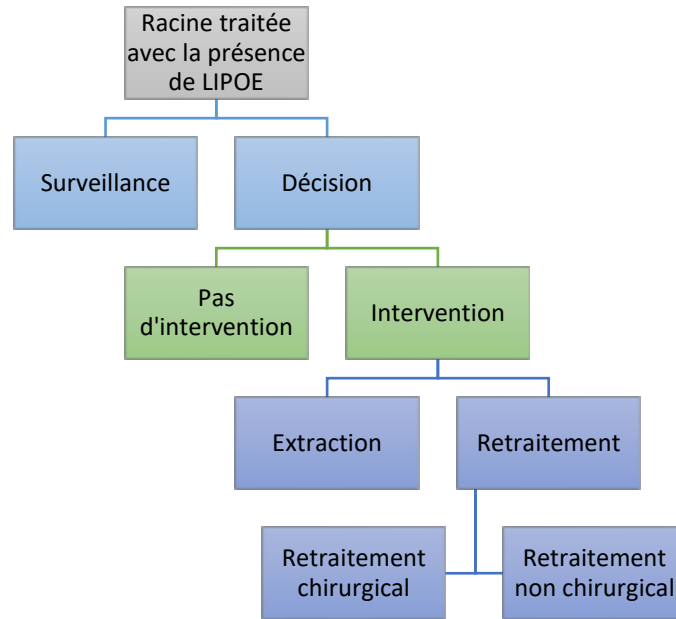 Racine traitée
avec la présence
de LIPOE
Surveillance
Décision
Pas
d'intervention
Intervention
Extraction
Retraitement
Retraitement
chirurgical
Retraitement
non chirurgical